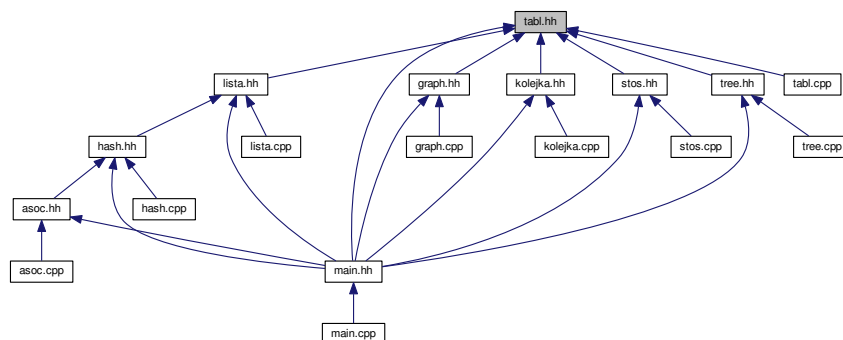 tabl.hh
lista.hh
graph.hh
kolejka.hh
stos.hh
tree.hh
tabl.cpp
hash.hh
lista.cpp
graph.cpp
kolejka.cpp
stos.cpp
tree.cpp
asoc.hh
hash.cpp
asoc.cpp
main.hh
main.cpp